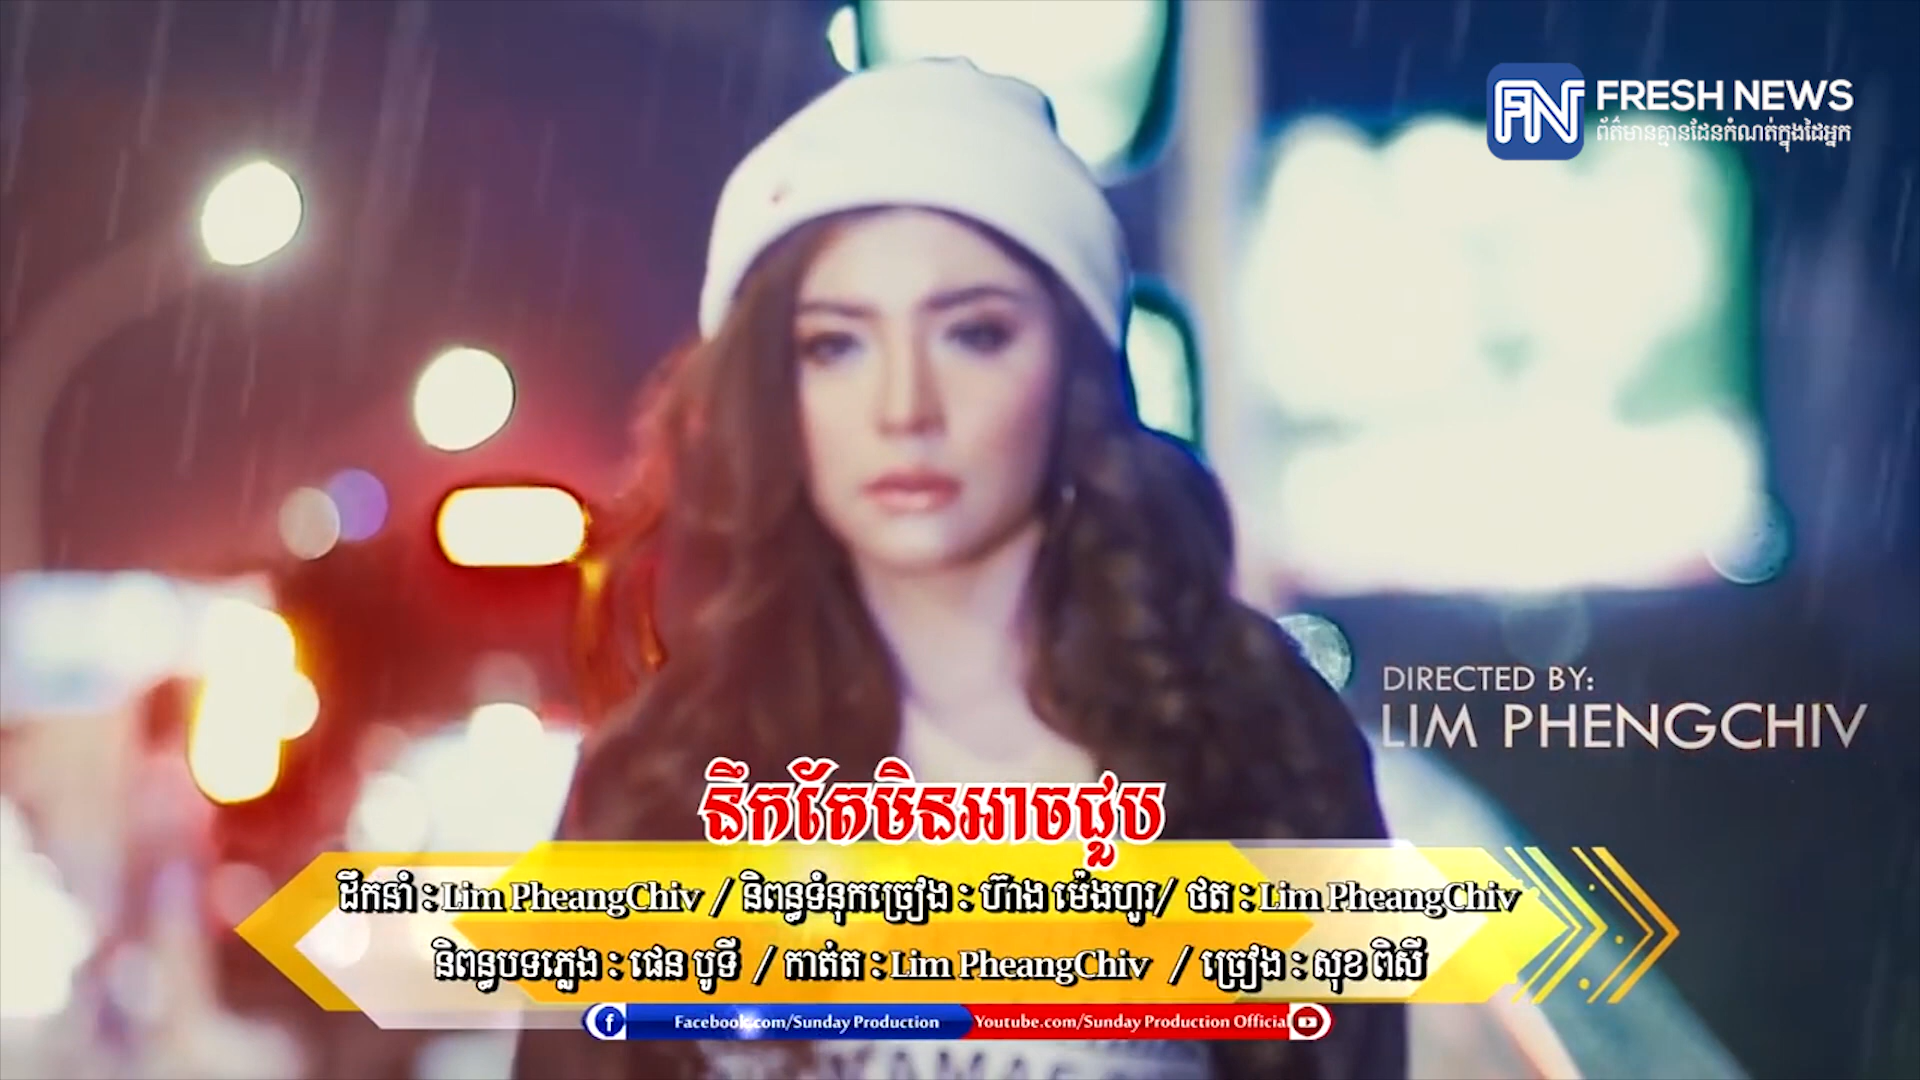 FN FRESH NEWS
ព័ត៌មានគ្មានដែនកំណត់ក្នុងដៃអ្នក
DIRECTED BY:
LIM PHENGCHIV
នឹកតែមិនអាចជួប
ដឹកនាំ : Lim PheangChiv / និពន្ធទំនុកច្រៀង : ហ៊ាង ម៉េងហួរ/ ថត : Lim PheangChiv
និពន្ធបទភ្លេង : ផេន បូទី / កាត់ត : Lim PheangChiv / ច្រៀង : សុខ ពិសី
Facebook.com/Sunday Production Youtube.com/Sunday Production Official